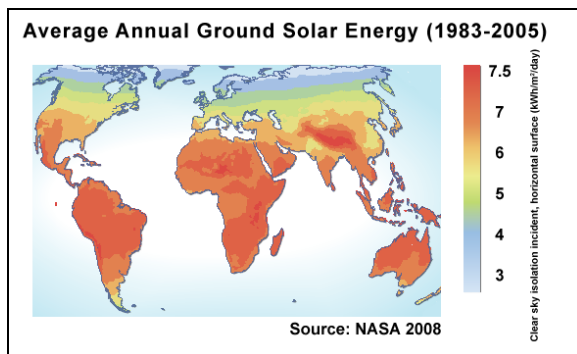 Average Annual Ground Solar Energy (1983-2005)
7.5
7
6
5
4
3
Clear sky isolation incident, horizontal surface (kWh/m²/day)
Source: NASA 2008